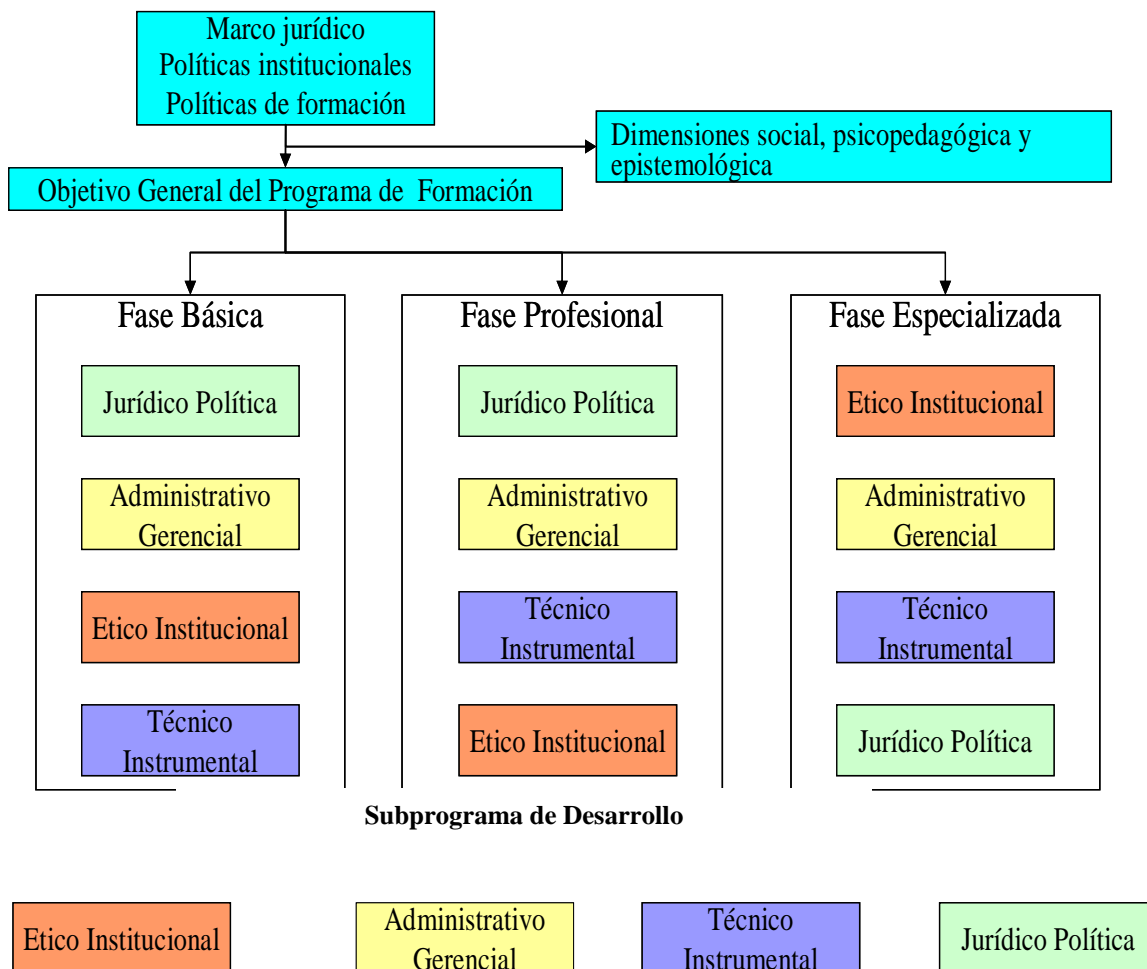 Marco jurídico
Políticas institucionales
Políticas de formación
Dimensiones social, psicopedagógica y
epistemológica
Objetivo General del Programa de Formación
Fase Básica
Jurídico Política
Administrativo
Gerencial
Etico Institucional
Técnico
Instrumental
Fase Profesional
Jurídico Política
Administrativo
Gerencial
Técnico
Instrumental
Etico Institucional
Fase Especializada
Etico Institucional
Administrativo
Gerencial
Técnico
Instrumental
Jurídico Política
Subprograma de Desarrollo
Etico Institucional
Administrativo
Gerencial
Técnico
Instrumental
Jurídico Política